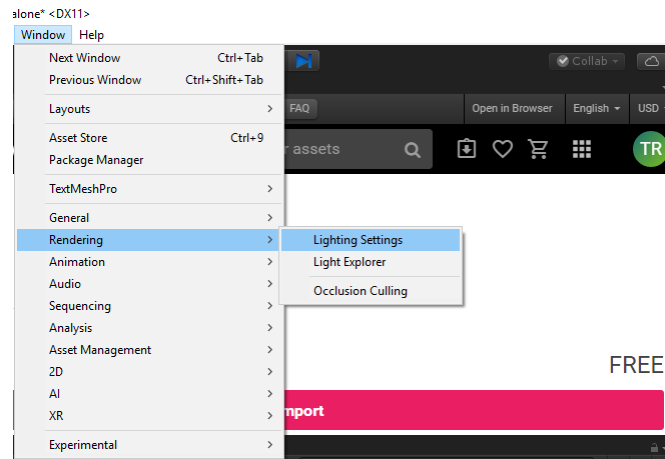 alone* <DX11>
Window Help
Next Window Ctrl+Tab
Previous Window Ctrl+Shift+Tab
Collab
Layouts >
FAQ
Open in Browser English USD
Asset Store Ctrl+9
Package Manager
assets
TR
TextMeshPro >
General >
Rendering >
Lighting Settings
Animation >
Light Explorer
Audio >
Occlusion Culling
Sequencing >
Analysis >
Asset Management >
FREE
2D >
AI >
XR >
mport
Experimental >